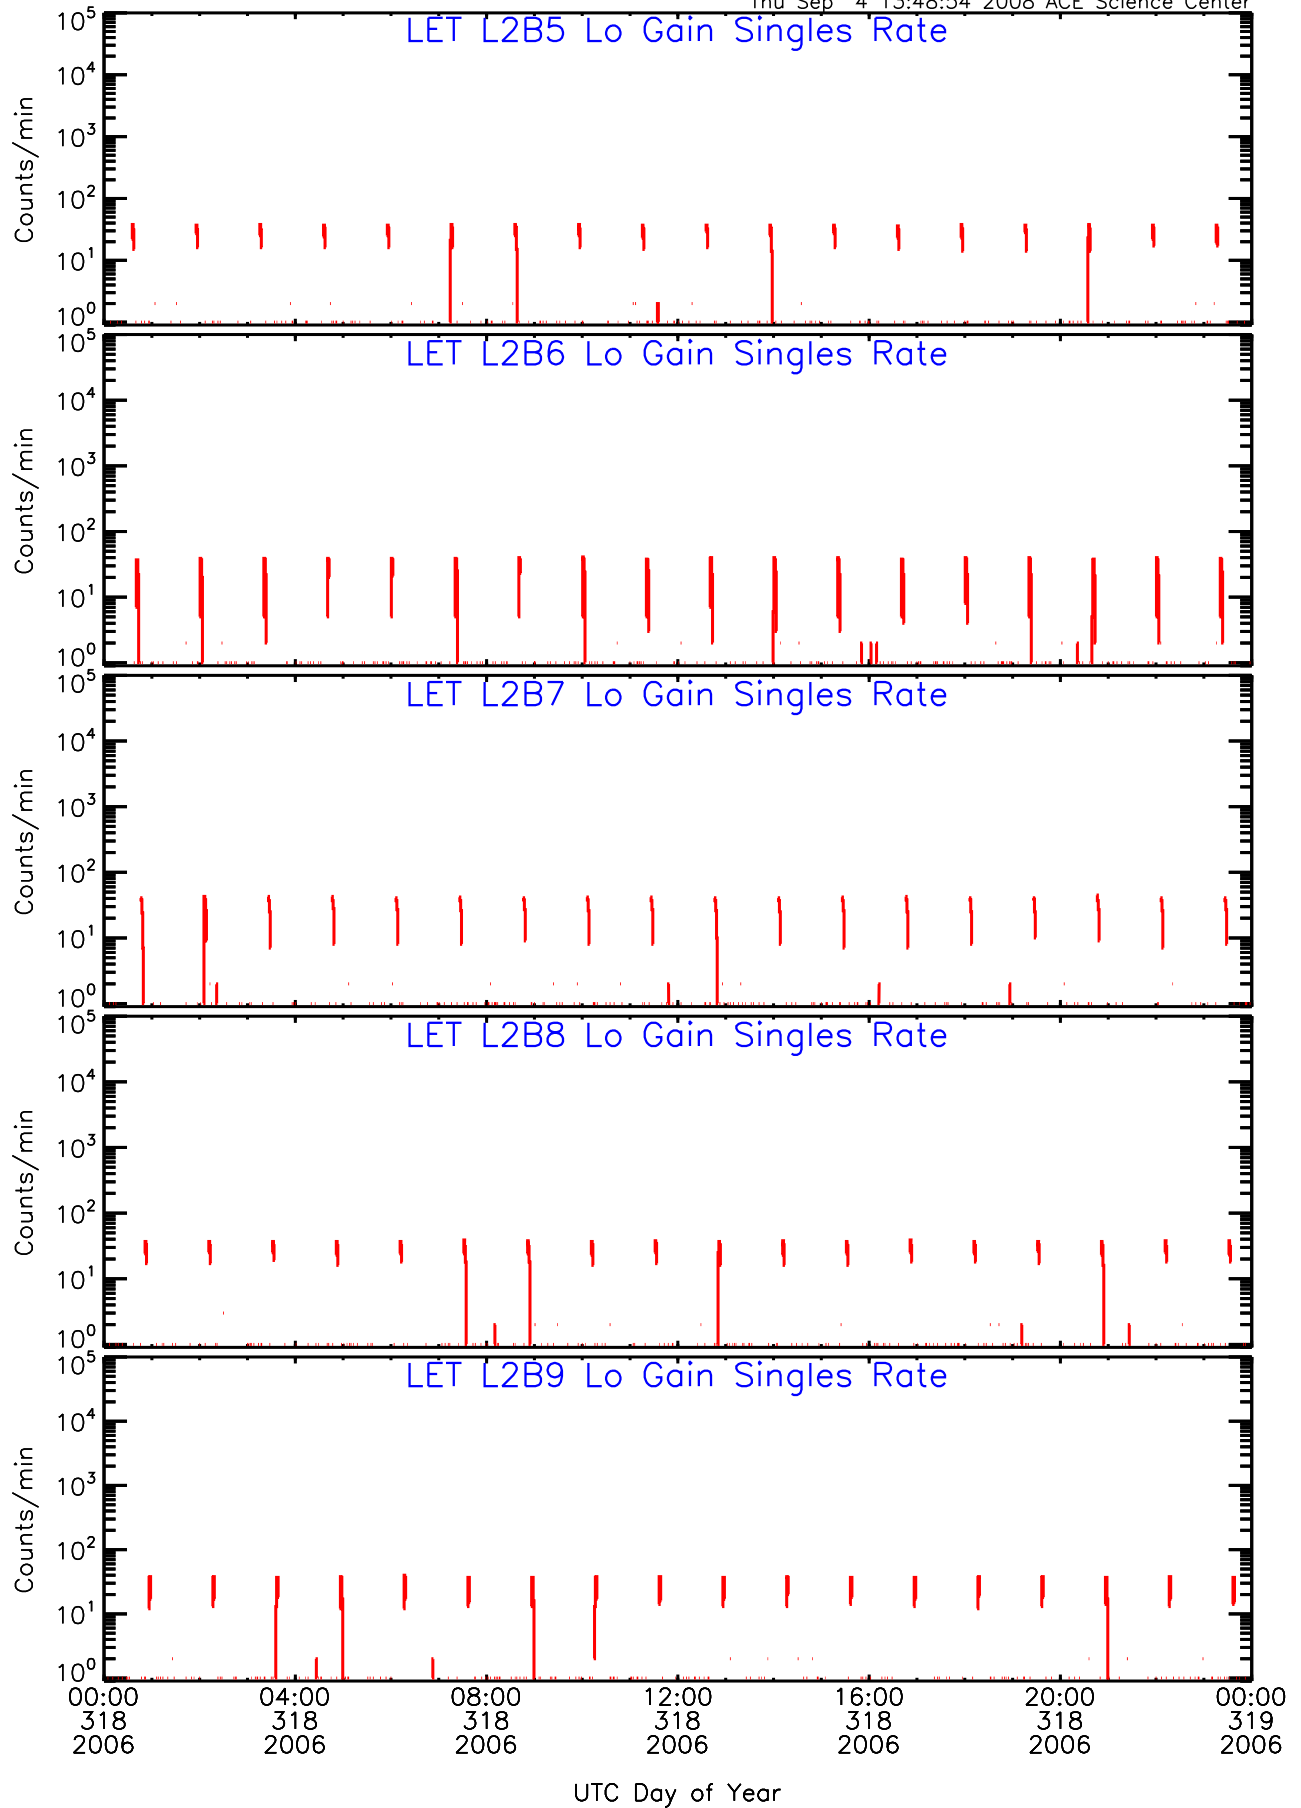 Thu Sep 4 13:48:54 2008 ACE Science Center
LET L2B5 Lo Gain Singles Rate
10^5
10^4
10^3
10^2
10^1
10^0
Counts/min
LET L2B6 Lo Gain Singles Rate
10^5
10^4
10^3
10^2
10^1
10^0
Counts/min
LET L2B7 Lo Gain Singles Rate
10^5
10^4
10^3
10^2
10^1
10^0
Counts/min
LET L2B8 Lo Gain Singles Rate
10^5
10^4
10^3
10^2
10^1
10^0
Counts/min
LET L2B9 Lo Gain Singles Rate
10^5
10^4
10^3
10^2
10^1
10^0
Counts/min
00:00 04:00 08:00 12:00 16:00 20:00 00:00
318 318 318 318 318 318 319
2006 2006 2006 2006 2006 2006 2006
UTC Day of Year